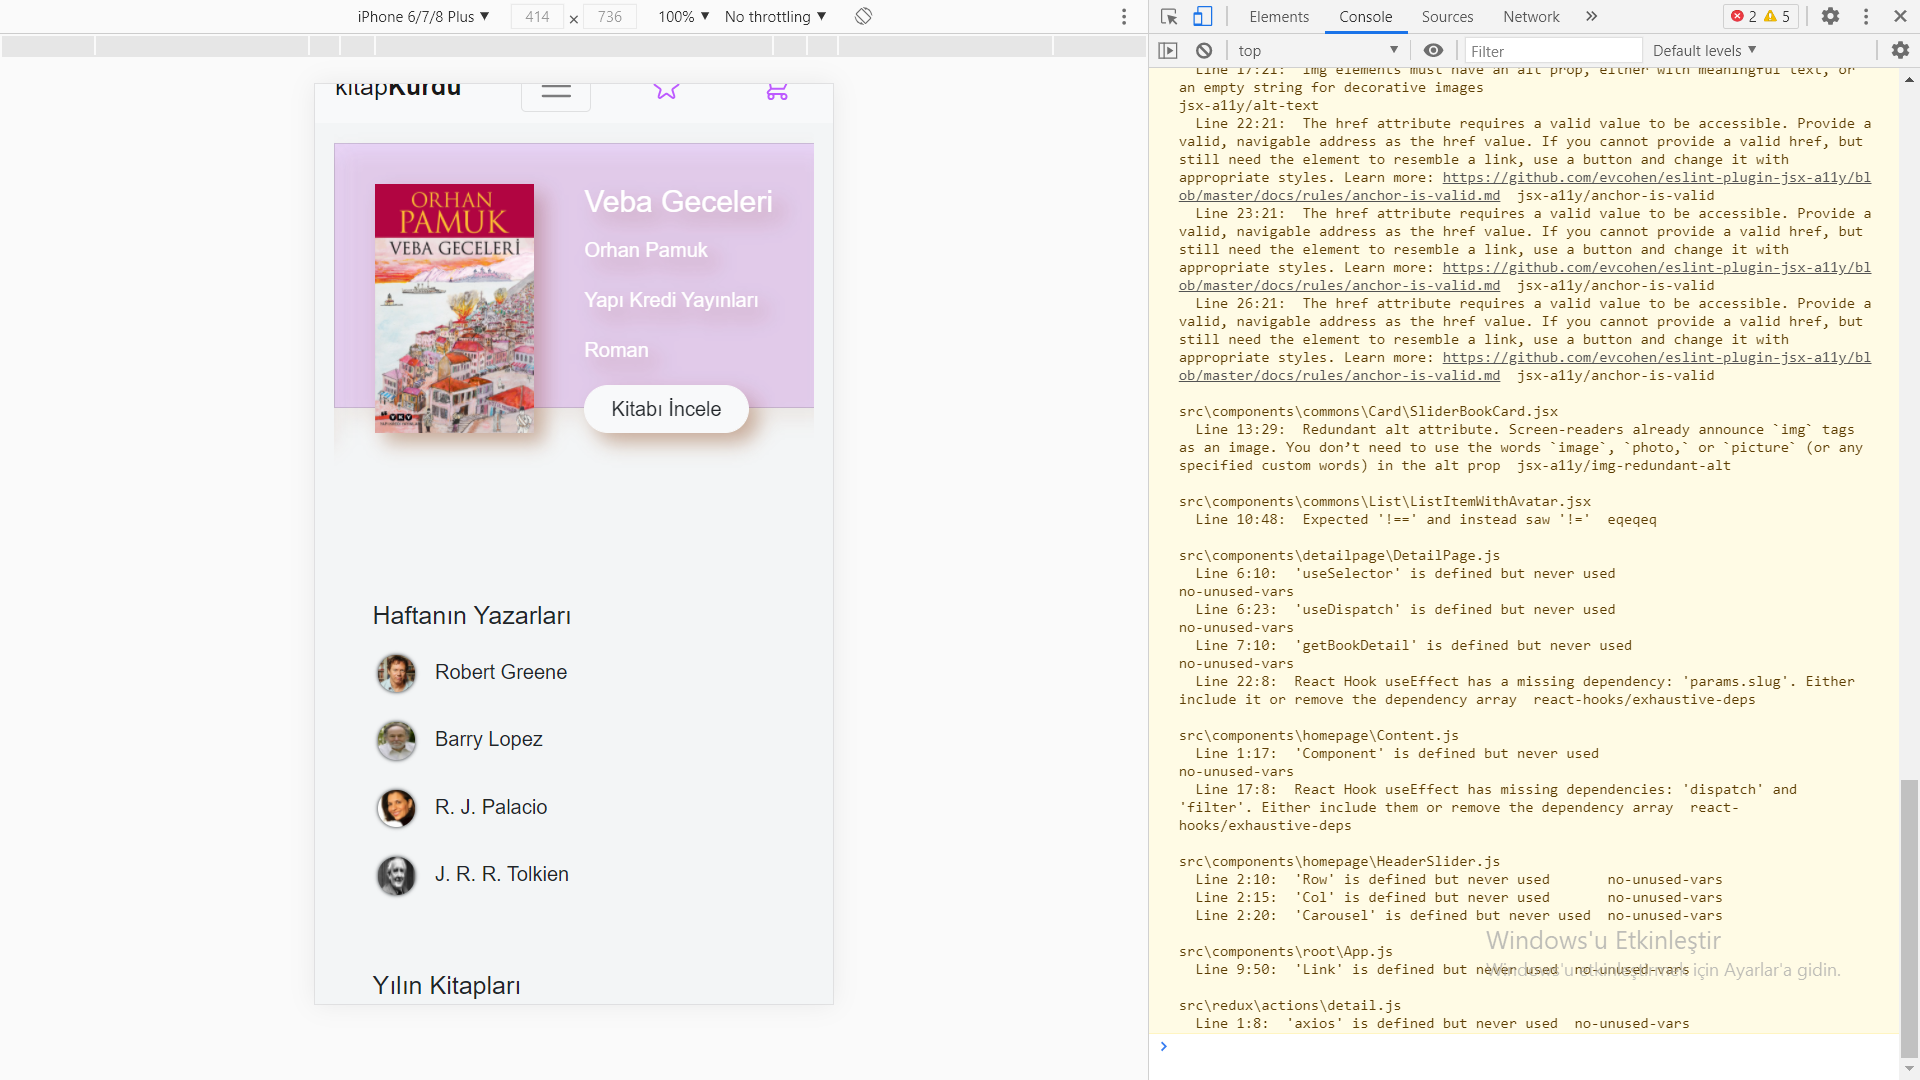 iPhone 6/7/8 Plus ▼ 414 × 736 100% ▼ No throttling ▼
kitapKurdu
ORHAN
PAMUK
VEBA GECELERİ
Veba Geceleri
Orhan Pamuk
Yapı Kredi Yayınları
Roman
Kitabı İncele
Haftanın Yazarları
Robert Greene
Barry Lopez
R. J. Palacio
J. R. R. Tolkien
Yılın Kitapları
Elements Console Sources Network » 2 5
top ▼ Filter Default levels ▼
Line 17:21:  img elements must have an alt prop, either with meaningful text, or
an empty string for decorative images
jsx-a11y/alt-text
Line 22:21:  The href attribute requires a valid value to be accessible. Provide a
valid, navigable address as the href value. If you cannot provide a valid href, but
still need the element to resemble a link, use a button and change it with
appropriate styles. Learn more: https://github.com/evcohen/eslint-plugin-jsx-a11y/bl
ob/master/docs/rules/anchor-is-valid.md  jsx-a11y/anchor-is-valid
Line 23:21:  The href attribute requires a valid value to be accessible. Provide a
valid, navigable address as the href value. If you cannot provide a valid href, but
still need the element to resemble a link, use a button and change it with
appropriate styles. Learn more: https://github.com/evcohen/eslint-plugin-jsx-a11y/bl
ob/master/docs/rules/anchor-is-valid.md  jsx-a11y/anchor-is-valid
Line 26:21:  The href attribute requires a valid value to be accessible. Provide a
valid, navigable address as the href value. If you cannot provide a valid href, but
still need the element to resemble a link, use a button and change it with
appropriate styles. Learn more: https://github.com/evcohen/eslint-plugin-jsx-a11y/bl
ob/master/docs/rules/anchor-is-valid.md  jsx-a11y/anchor-is-valid
src\components\commons\Card\SliderBookCard.jsx
Line 13:29:  Redundant alt attribute. Screen-readers already announce `img` tags
as an image. You don’t need to use the words `image`, `photo,` or `picture` (or any
specified custom words) in the alt prop  jsx-a11y/img-redundant-alt
src\components\commons\List\ListItemWithAvatar.jsx
Line 10:48:  Expected '!==' and instead saw '!='  eqeqeq
src\components\detailpage\DetailPage.js
Line 6:10:  'useSelector' is defined but never used
no-unused-vars
Line 6:23:  'useDispatch' is defined but never used
no-unused-vars
Line 7:10:  'getBookDetail' is defined but never used
no-unused-vars
Line 22:8:  React Hook useEffect has a missing dependency: 'params.slug'. Either
include it or remove the dependency array  react-hooks/exhaustive-deps
src\components\homepage\Content.js
Line 1:17:  'Component' is defined but never used
no-unused-vars
Line 17:8:  React Hook useEffect has missing dependencies: 'dispatch' and
'filter'. Either include them or remove the dependency array  react-
hooks/exhaustive-deps
src\components\homepage\HeaderSlider.js
Line 2:10:  'Row' is defined but never used  no-unused-vars
Line 2:15:  'Col' is defined but never used  no-unused-vars
Line 2:20:  'Carousel' is defined but never used  no-unused-vars
Windows'u Etkinleştir
src\components\root\App.js
Line 9:50:  'Link' is defined but never used  no-unused-vars
Windows'u etkinleştirmek için Ayarlar'a gidin.
src\redux\actions\detail.js
Line 1:8:  'axios' is defined but never used  no-unused-vars